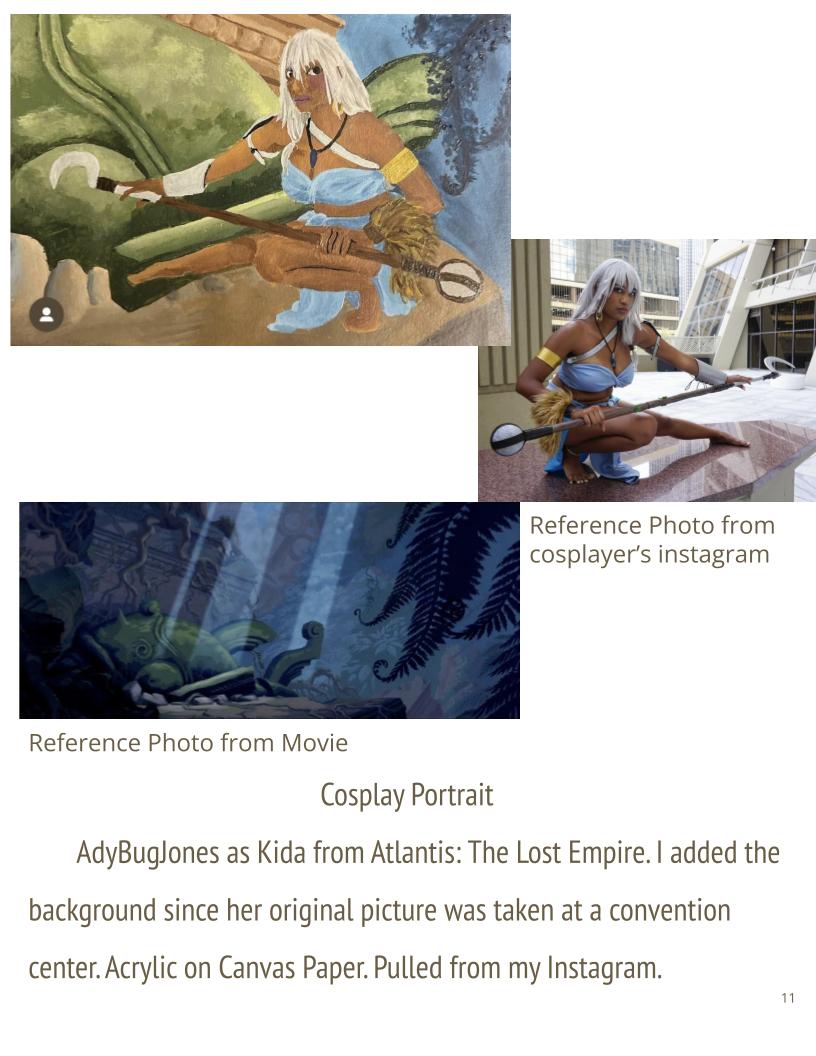 Reference Photo from
cosplayer's instagram
Reference Photo from Movie
Cosplay Portrait
AdyBugJones as Kida from Atlantis: The Lost Empire. I added the
background since her original picture was taken at a convention
center. Acrylic on Canvas Paper. Pulled from my Instagram.
11